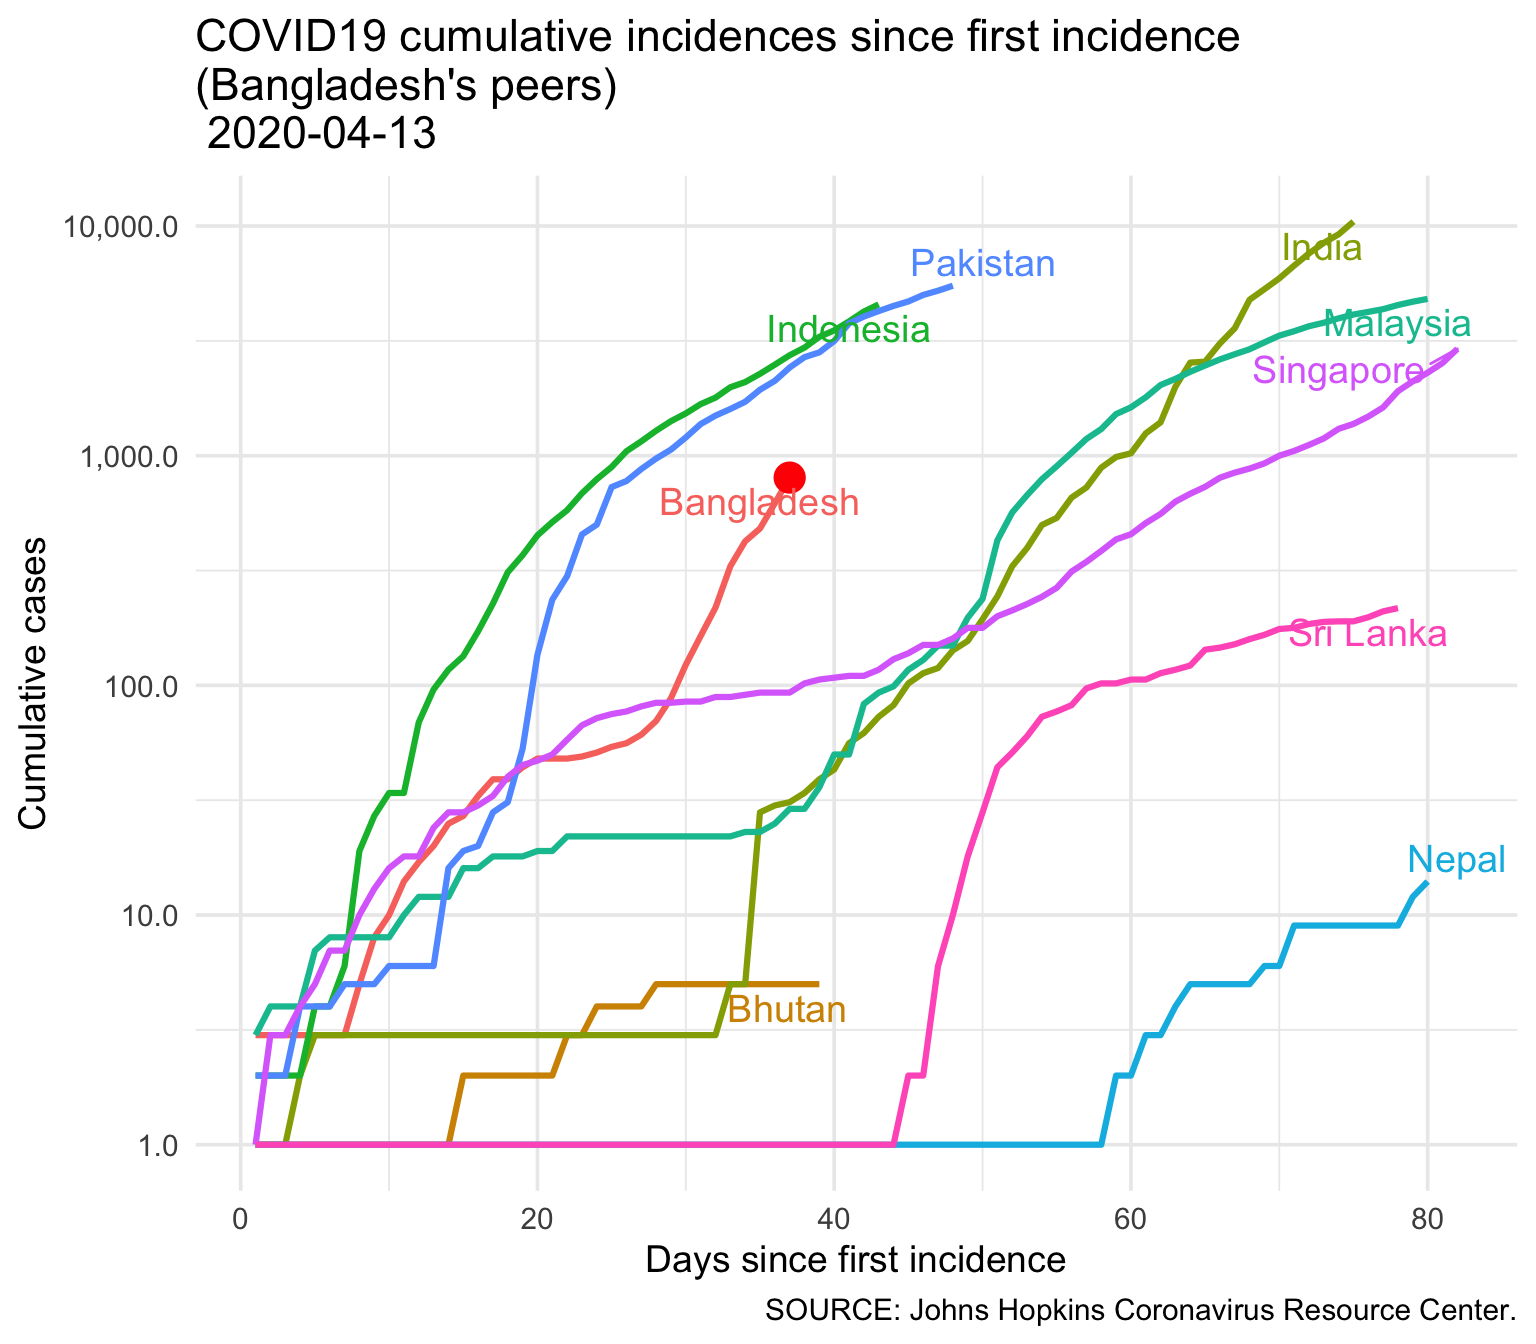 COVID19 cumulative incidences since first incidence
(Bangladesh's peers)
2020-04-13
10,000.0
1,000.0
100.0
10.0
1.0
Cumulative cases
Pakistan
India
Indonesia
Malaysia
Singapore
Bangladesh
Sri Lanka
Nepal
Bhutan
0 20 40 60 80
Days since first incidence
SOURCE: Johns Hopkins Coronavirus Resource Center.